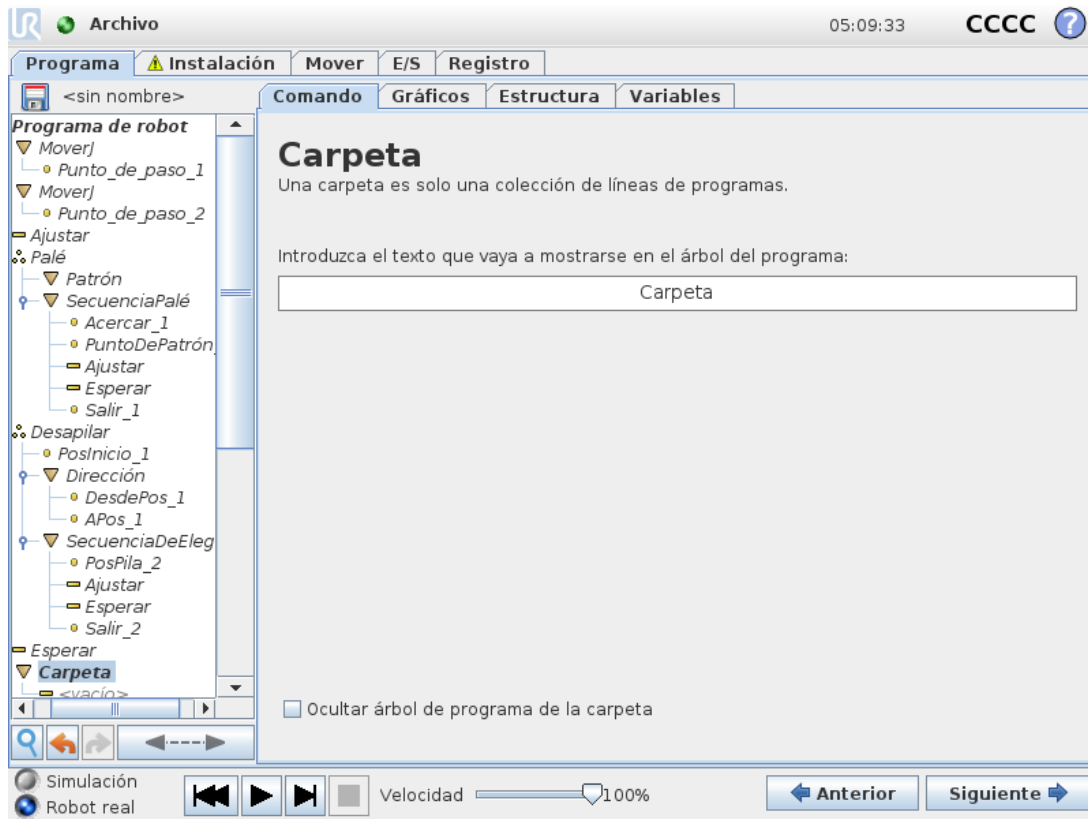 UR Archivo 05:09:33 CCCC ?
Programa Instalación Mover E/S Registro
<sin nombre> Comando Gráficos Estructura Variables
Programa de robot
MoverJ
Punto_de_paso_1
MoverJ
Punto_de_paso_2
Ajustar
Palé
Patrón
SecuenciaPalé
Acercar_1
PuntoDePatrón_
Ajustar
Esperar
Salir_1
Desapilar
PosInicio_1
Dirección
DesdePos_1
APos_1
SecuenciaDeEleg
PosPila_2
Ajustar
Esperar
Salir_2
Esperar
Carpeta
<vacío>
Carpeta
Una carpeta es solo una colección de líneas de programas.
Introduzca el texto que vaya a mostrarse en el árbol del programa:
Carpeta
Ocultar árbol de programa de la carpeta
Simulación
Robot real
Velocidad 100%
Anterior Siguiente